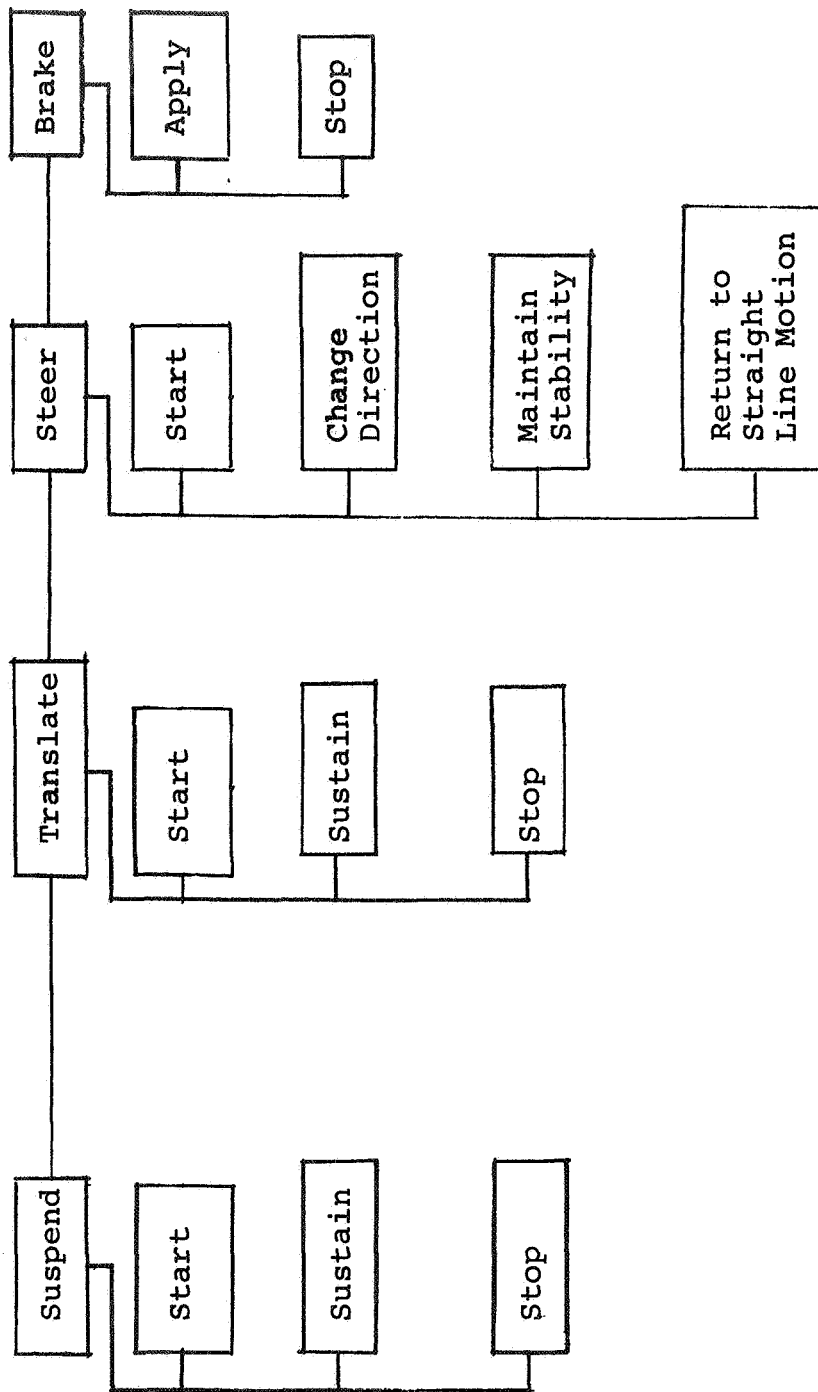 Suspend
Start
Sustain
Stop
Translate
Start
Sustain
Stop
Steer
Start
Change
Direction
Maintain
Stability
Return to
Straight
Line Motion
Brake
Apply
Stop